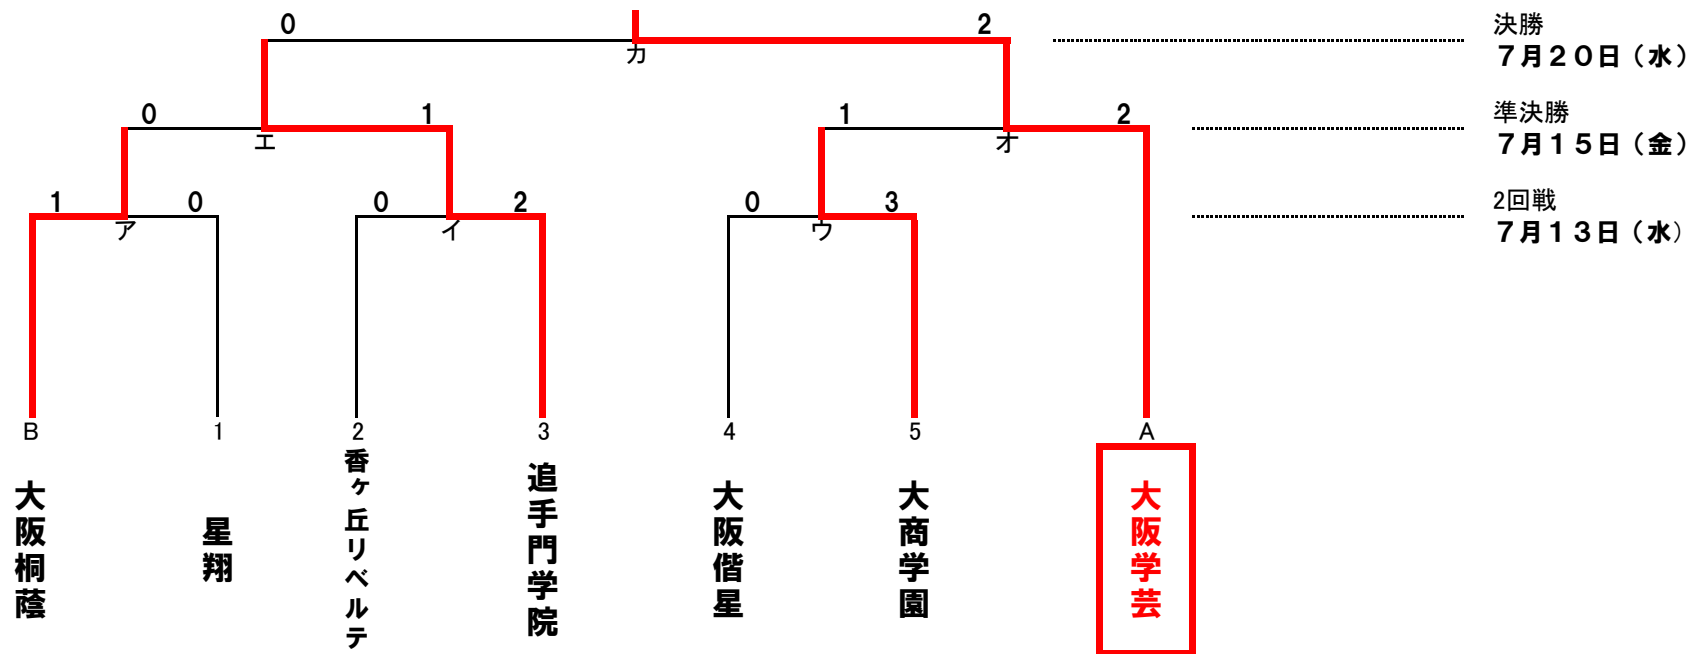 0
2
決勝
カ
７月２０日（水）
0
1
1
2
準決勝
エ
オ
７月１５日（金）
1
0
0
2
0
3
2回戦
ア
イ
ウ
７月１３日（水）
B
1
2
3
4
5
A
大阪桐蔭
星翔
香ヶ丘リベルテ
追手門学院
大阪偕星
大商学園
大阪学芸